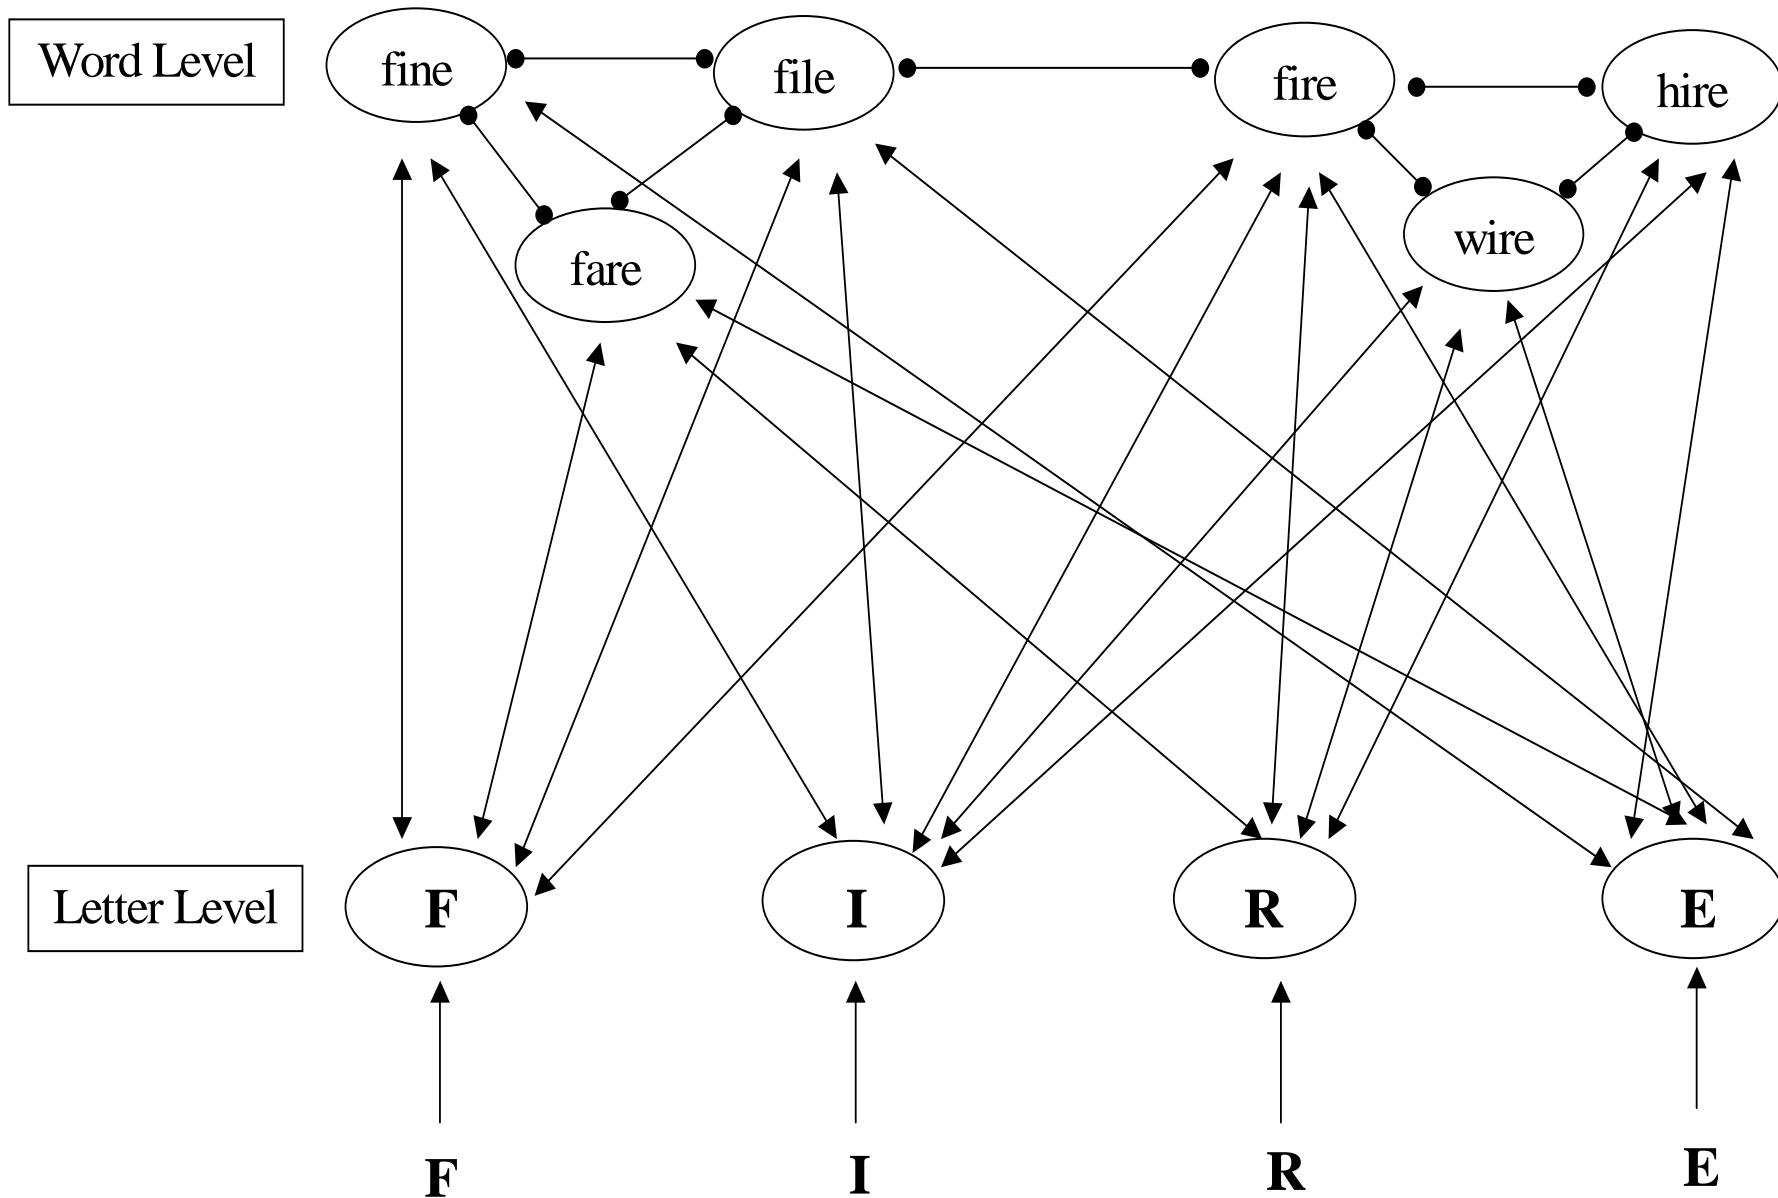 Word Level
fine
file
fire
hire
fare
wire
Letter Level
F
I
R
E
F
I
R
E